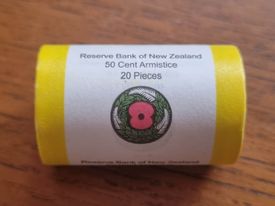 Reserve Bank of New Zealand
50 Cent Armistice
20 Pieces
Reserve Bank of New Zealand